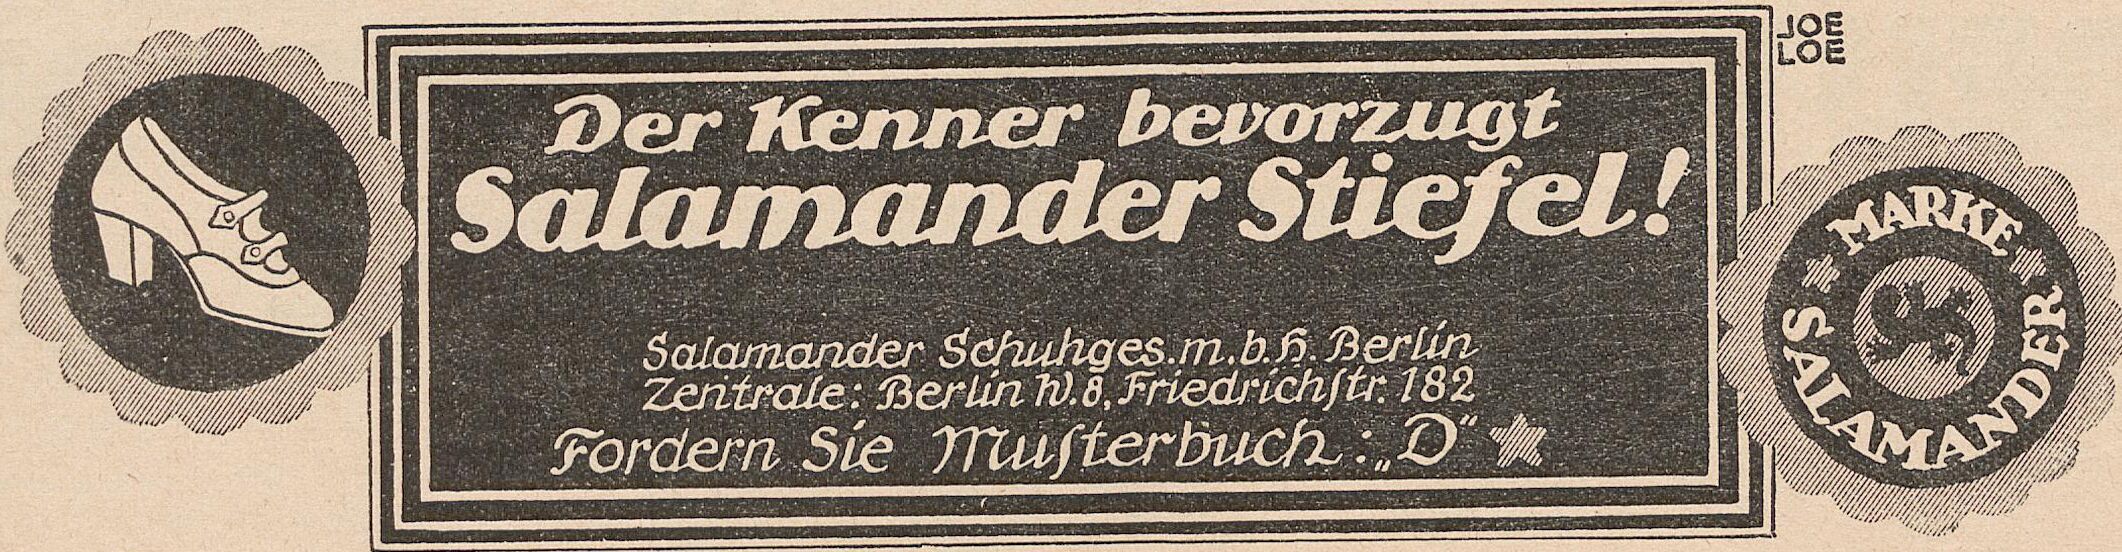 JOE
LOE
Der Kenner bevorzugt
Salamander Stiefel!
Salamander Schuhges.m.b.H. Berlin
Zentrale: Berlin W.8, Friedrichſtr. 182
Fordern Sie Muſterbuch: „D“
MARKE
SALAMANDER